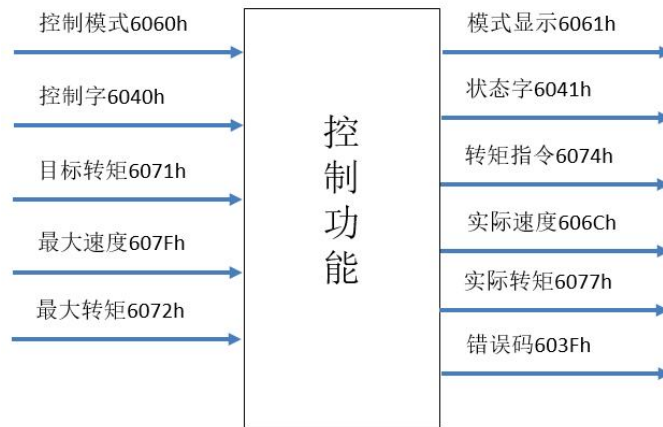 控制模式6060h
控制字6040h
目标转矩6071h
最大速度607Fh
最大转矩6072h
控制功能
模式显示6061h
状态字6041h
转矩指令6074h
实际速度606Ch
实际转矩6077h
错误码603Fh